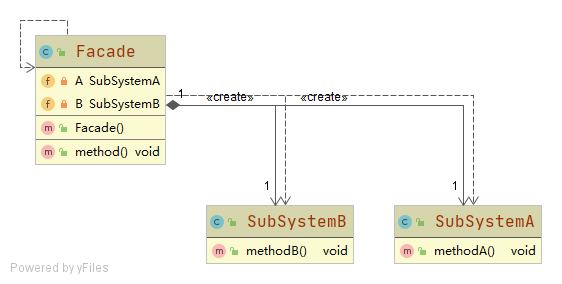 Facade
A SubSystemA
B SubSystemB
Facade()
method() void
1
«create»
«create»
1
1
SubSystemB
methodB() void
SubSystemA
methodA() void
Powered by yFiles